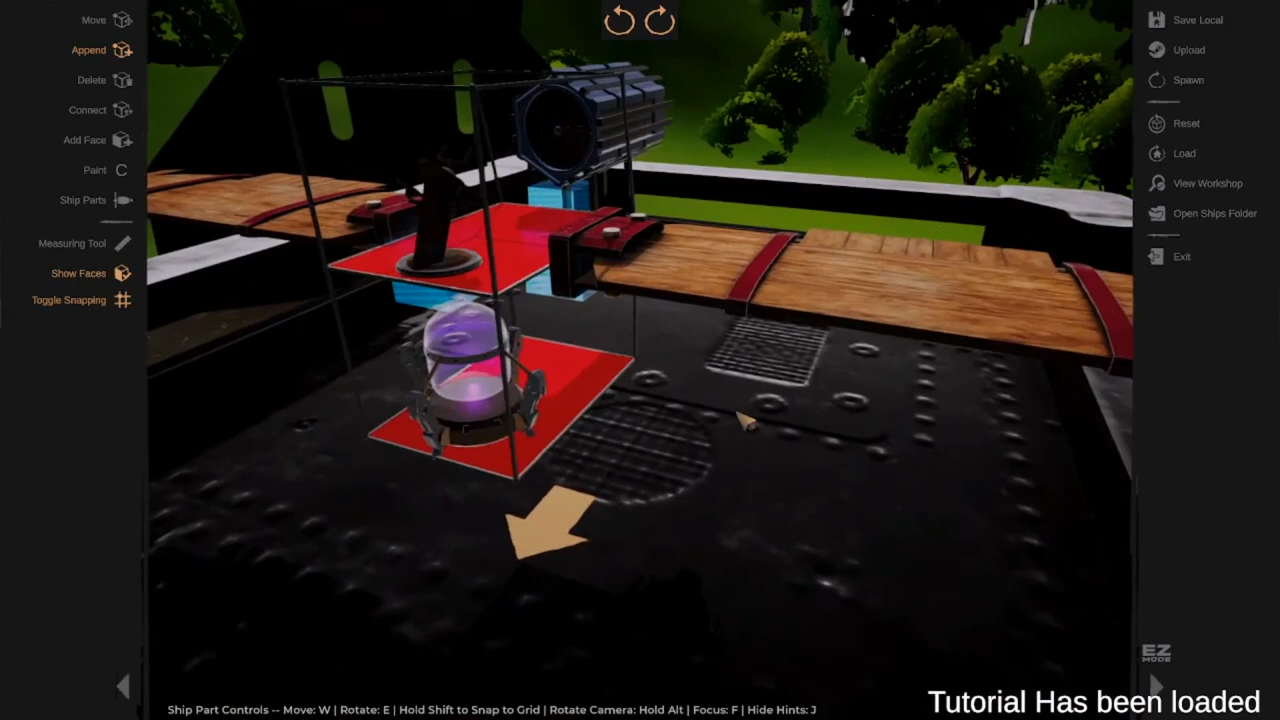 Move
Append
Delete
Connect
Add Face
Paint
Ship Parts
Measuring Tool
Show Faces
Toggle Snapping
Save Local
Upload
Spawn
Reset
Load
View Workshop
Open Ships Folder
Exit
EZ
MODE
Ship Part Controls -- Move: W | Rotate: E | Hold Shift to Snap to Grid | Rotate Camera: Hold Alt | Focus: F | Hide Hints: J
Tutorial Has been loaded